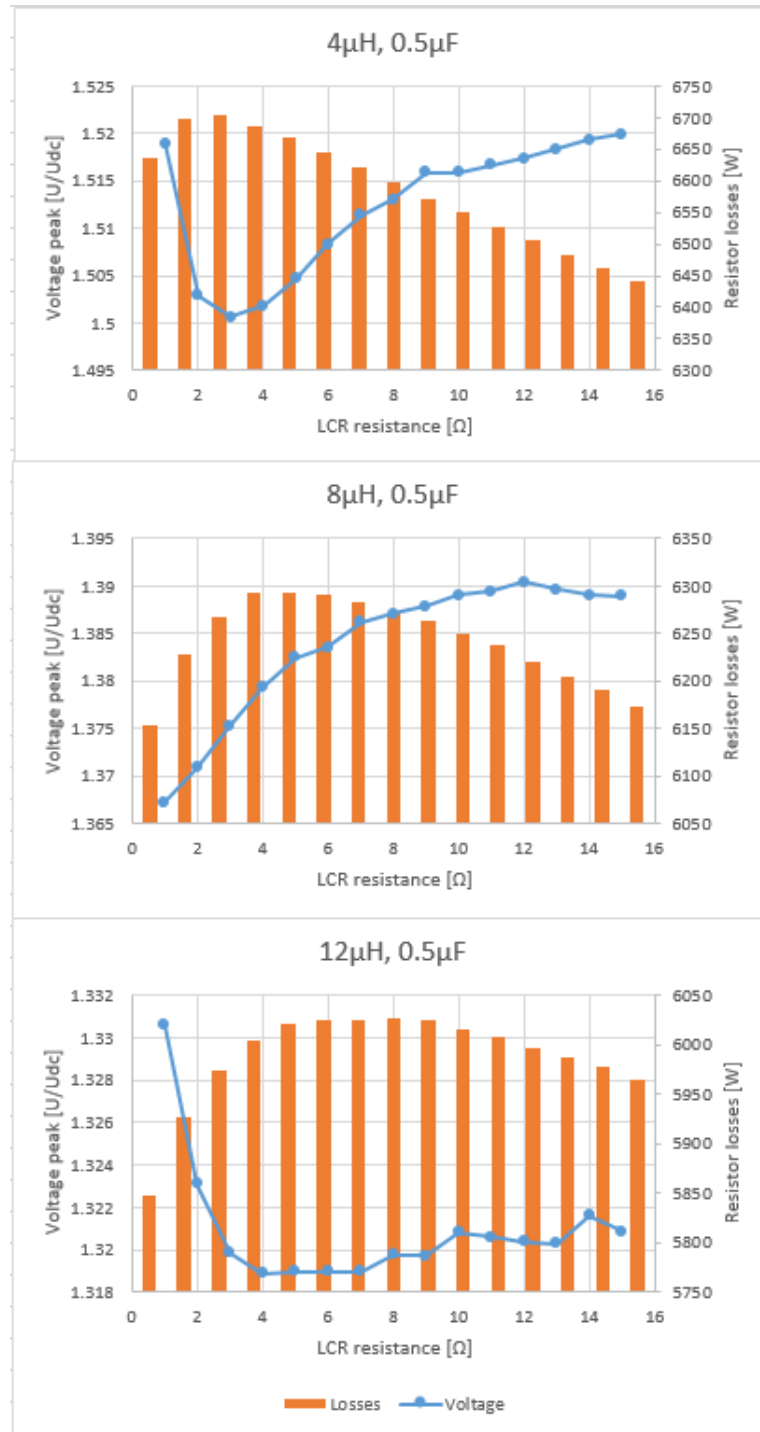 4µH, 0.5µF
Voltage peak [U/Udc]
1.525
1.52
1.515
1.51
1.505
1.5
1.495
6750
6700
6650
6600
6550
6500
6450
6400
6350
6300
Resistor losses [W]
0 2 4 6 8 10 12 14 16
LCR resistance [Ω]
8µH, 0.5µF
Voltage peak [U/Udc]
1.395
1.39
1.385
1.38
1.375
1.37
1.365
6350
6300
6250
6200
6150
6100
6050
Resistor losses [W]
0 2 4 6 8 10 12 14 16
LCR resistance [Ω]
12µH, 0.5µF
Voltage peak [U/Udc]
1.332
1.33
1.328
1.326
1.324
1.322
1.32
1.318
6050
6000
5950
5900
5850
5800
5750
Resistor losses [W]
0 2 4 6 8 10 12 14 16
LCR resistance [Ω]
Losses Voltage